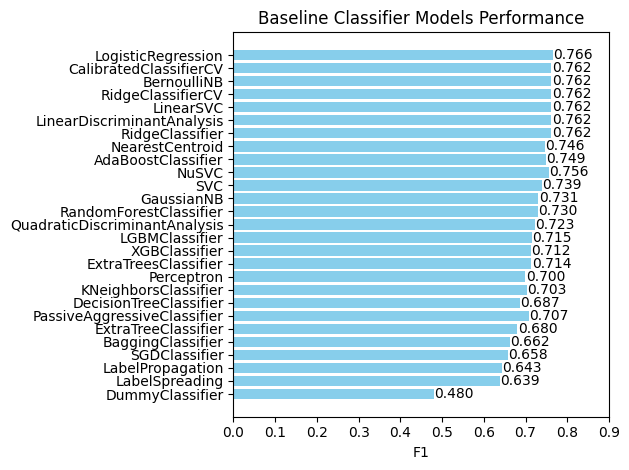 Baseline Classifier Models Performance
LogisticRegression 0.766
CalibratedClassifierCV 0.762
BernoulliNB 0.762
RidgeClassifierCV 0.762
LinearSVC 0.762
LinearDiscriminantAnalysis 0.762
RidgeClassifier 0.762
NearestCentroid 0.746
AdaBoostClassifier 0.749
NuSVC 0.756
SVC 0.739
GaussianNB 0.731
RandomForestClassifier 0.730
QuadraticDiscriminantAnalysis 0.723
LGBMClassifier 0.715
XGBClassifier 0.712
ExtraTreesClassifier 0.714
Perceptron 0.700
KNeighborsClassifier 0.703
DecisionTreeClassifier 0.687
PassiveAggressiveClassifier 0.707
ExtraTreeClassifier 0.680
BaggingClassifier 0.662
SGDClassifier 0.658
LabelPropagation 0.643
LabelSpreading 0.639
DummyClassifier 0.480
0.0 0.1 0.2 0.3 0.4 0.5 0.6 0.7 0.8 0.9
F1